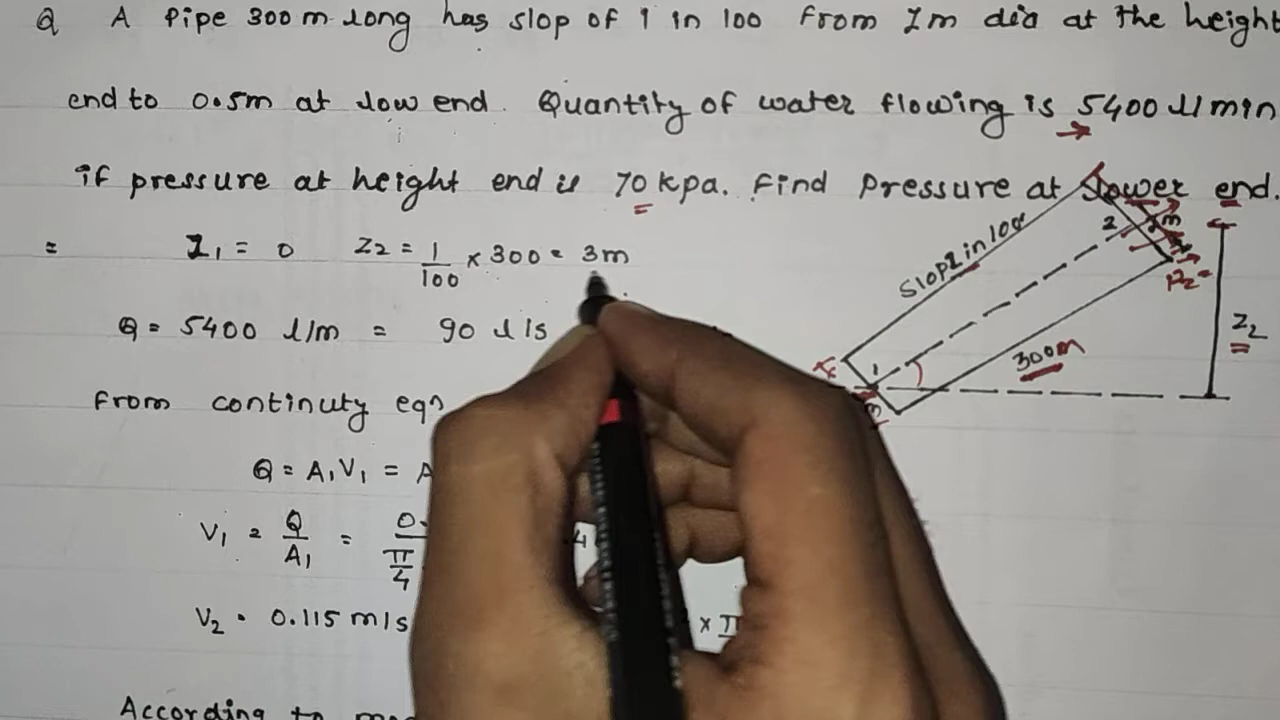 Q A Pipe 300 m long has slop of 1 in 100 from 1m dia at the height
end to 0.5m at low end. Quantity of water flowing is 5400 l/min
if pressure at height end is 70 kpa. Find Pressure at lower end.
= Z1 = 0 Z2 = 1/100 × 300 = 3m
Q = 5400 l/m = 90 l/s
From continuty eqn
Q = A1V1 = A
V1 = Q/A1 = 0. / π/4
4
V2 = 0.115 m/s
× π
According to
Slop 1 in 100
2
1
300m
Z2
P2=